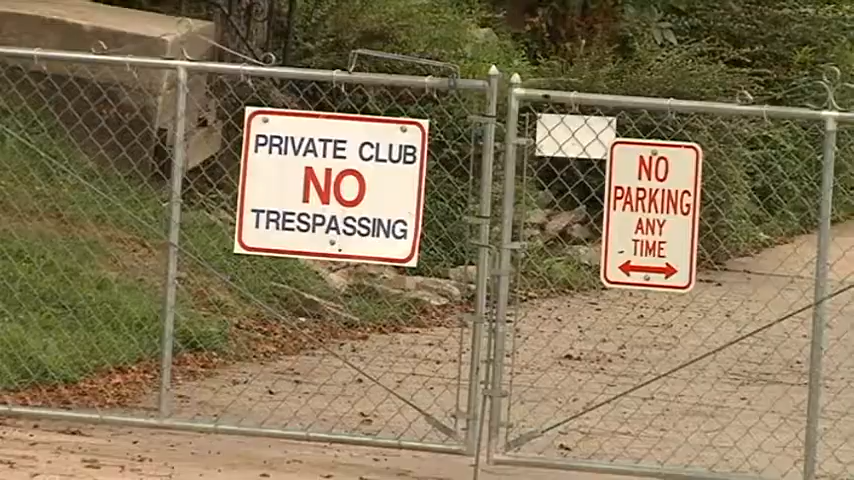 PRIVATE CLUB
NO
TRESPASSING
NO
PARKING
ANY
TIME